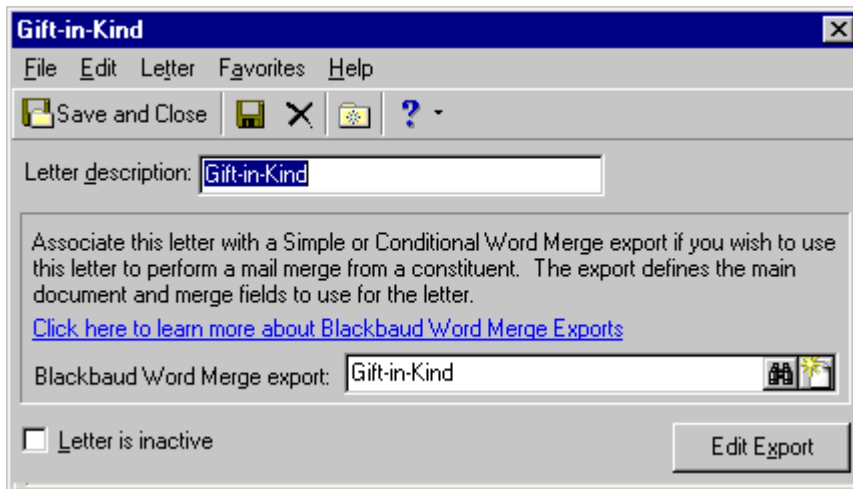 Gift-in-Kind
File Edit Letter Favorites Help
Save and Close ?
Letter description: Gift-in-Kind
Associate this letter with a Simple or Conditional Word Merge export if you wish to use
this letter to perform a mail merge from a constituent. The export defines the main
document and merge fields to use for the letter.
Click here to learn more about Blackbaud Word Merge Exports
Blackbaud Word Merge export: Gift-in-Kind
Letter is inactive
Edit Export